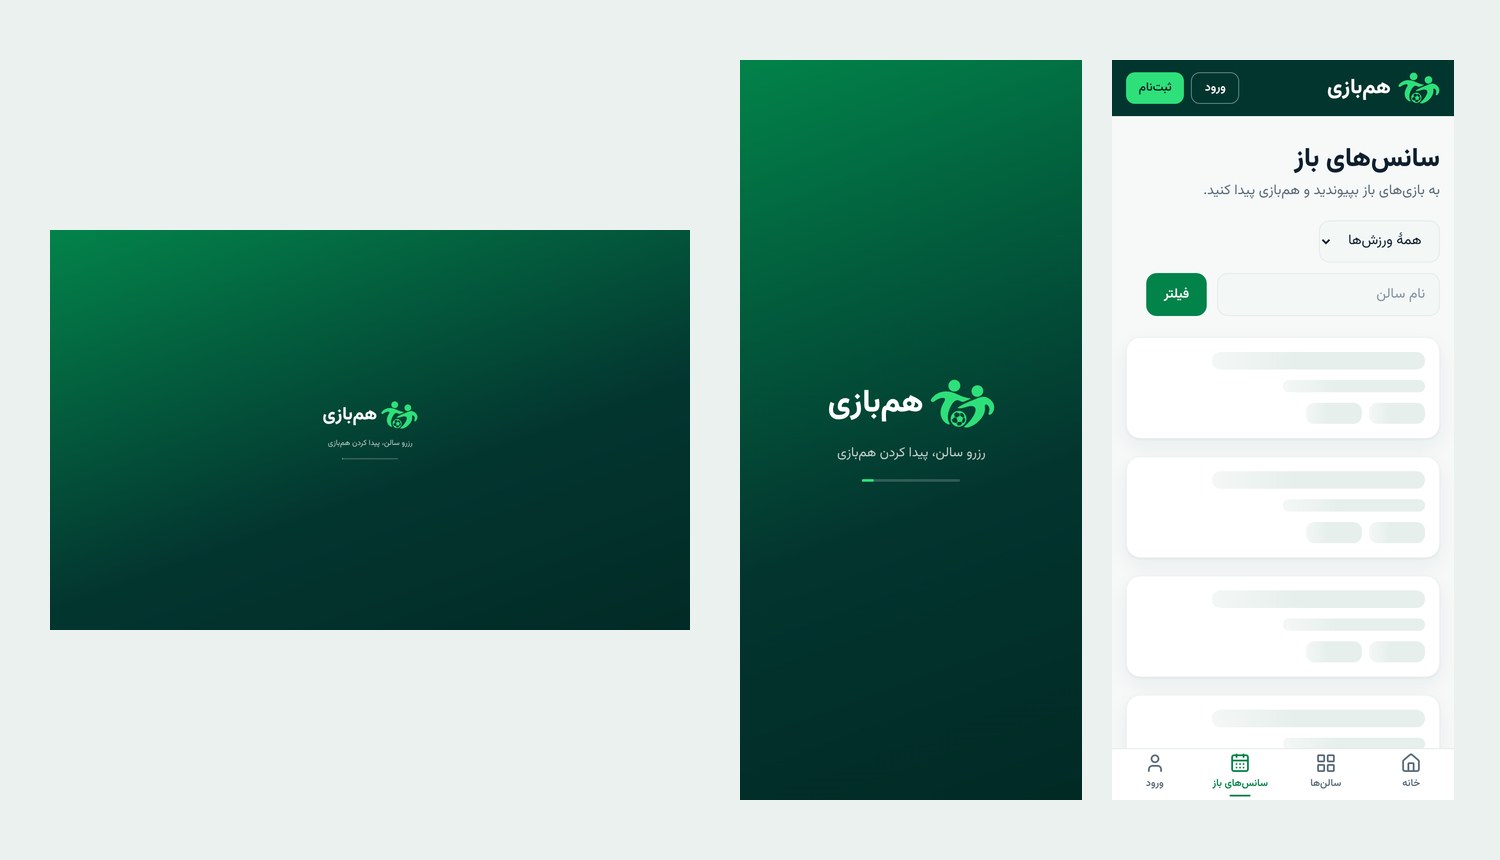 هم‌بازی
رزرو سالن، پیدا کردن هم‌بازی
هم‌بازی
رزرو سالن، پیدا کردن هم‌بازی
هم‌بازی
ورود
ثبت‌نام
سانس‌های باز
به بازی‌های باز بپیوندید و هم‌بازی پیدا کنید.
همهٔ ورزش‌ها
نام سالن
فیلتر
خانه
سالن‌ها
سانس‌های باز
ورود